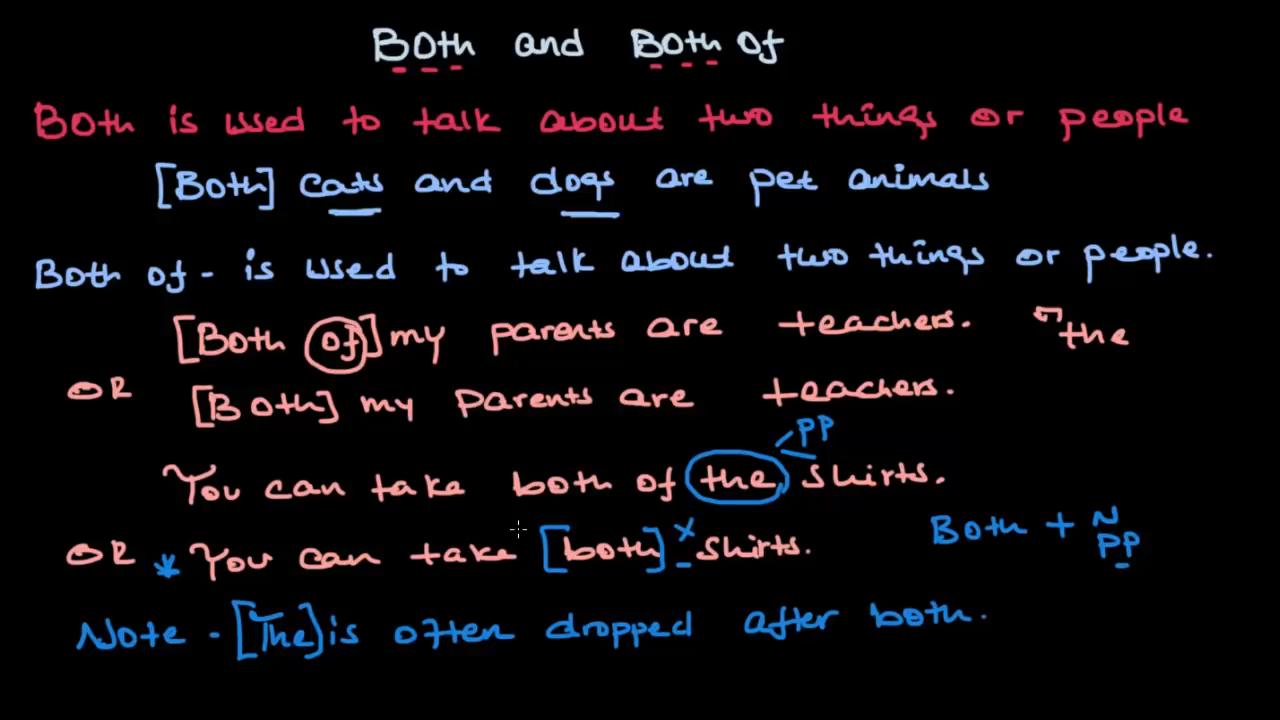 Both and Both of
Both is used to talk about two things or people
[Both] cats and dogs are pet animals
Both of - is used to talk about two things or people.
[Both of] my parents are teachers. the
OR [Both] my parents are teachers.
PP
You can take both of the shirts.
OR * You can take [both] x shirts. Both + N
PP
Note - [The] is often dropped after both.